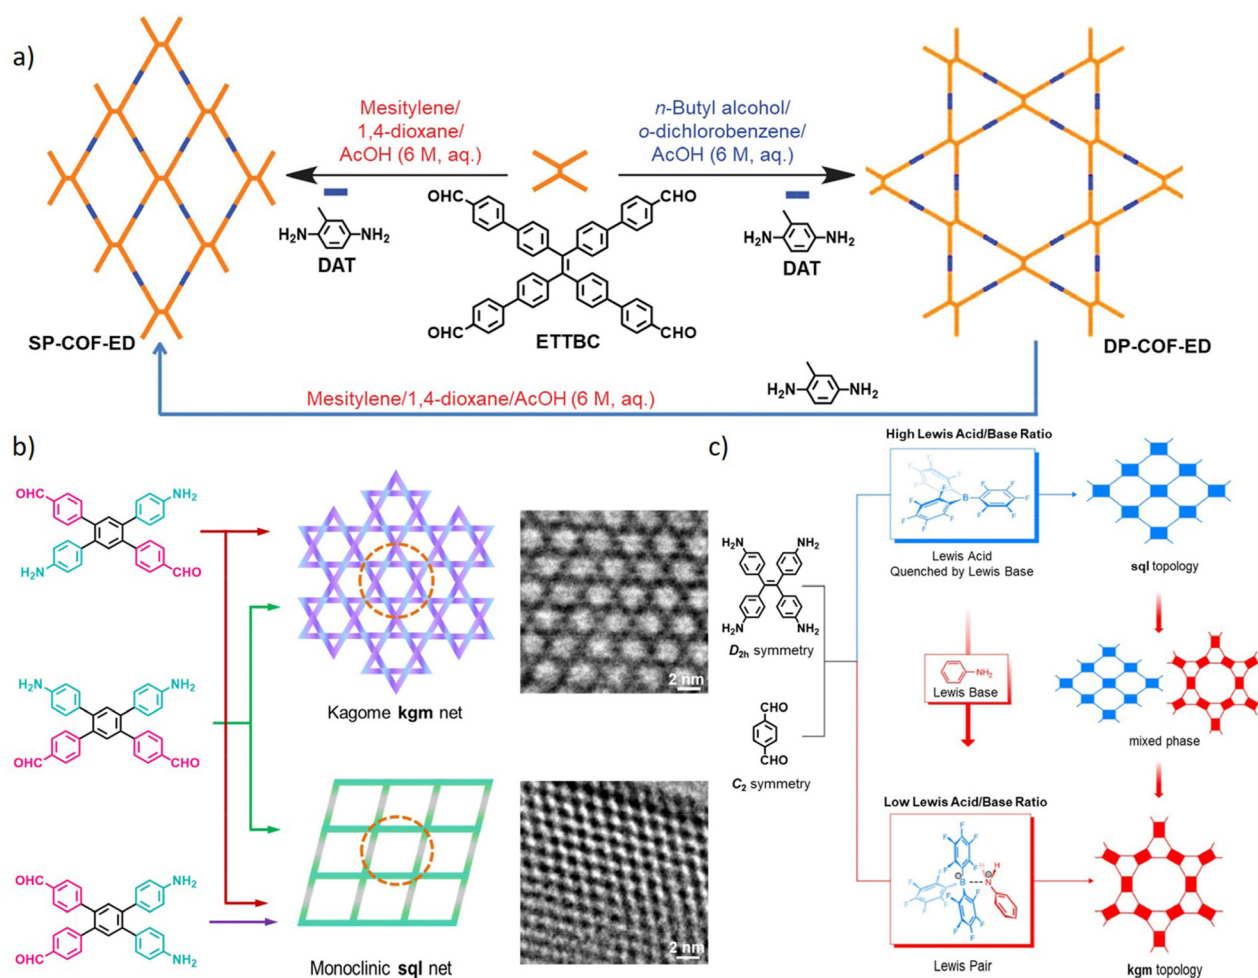 a)
Mesitylene/
1,4-dioxane/
AcOH (6 M, aq.)
n-Butyl alcohol/
o-dichlorobenzene/
AcOH (6 M, aq.)
OHC
CHO
H₂N
NH₂
DAT
H₂N
NH₂
DAT
OHC
CHO
ETTBC
SP-COF-ED
DP-COF-ED
Mesitylene/1,4-dioxane/AcOH (6 M, aq.)
H₂N
NH₂
b)
OHC
NH₂
H₂N
CHO
Kagome kgm net
2 nm
H₂N
NH₂
OHC
CHO
OHC
NH₂
OHC
NH₂
Monoclinic sql net
2 nm
c)
High Lewis Acid/Base Ratio
F
F
F
F
F
F
B
F
F
F
F
F
F
F
F
F
Lewis Acid
Quenched by Lewis Base
sql topology
NH₂
NH₂
NH₂
NH₂
D2h symmetry
CHO
CHO
C₂ symmetry
NH₂
Lewis Base
mixed phase
Low Lewis Acid/Base Ratio
F
F
F
F
F
H
H
B
N
F
F
F
F
F
F
F
F
F
F
Lewis Pair
kgm topology